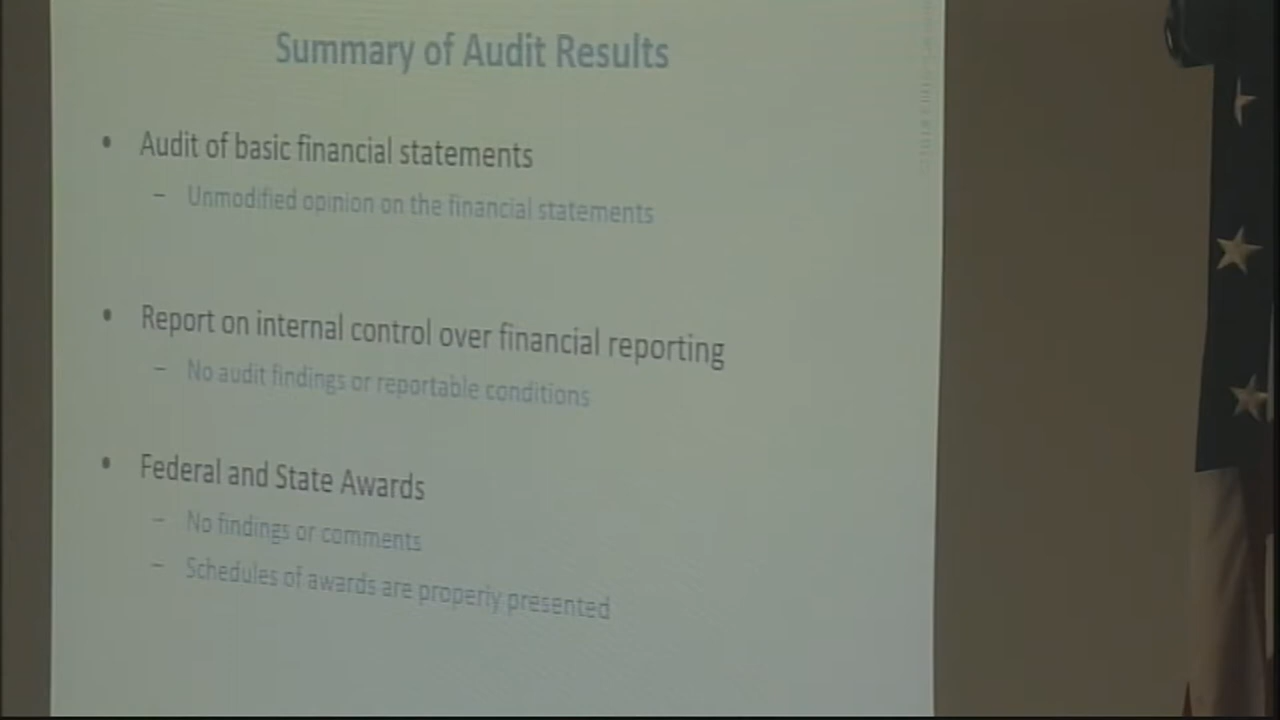 Summary of Audit Results
• Audit of basic financial statements
– Unmodified opinion on the financial statements
• Report on internal control over financial reporting
– No audit findings or reportable conditions
• Federal and State Awards
– No findings or comments
– Schedules of awards are properly presented